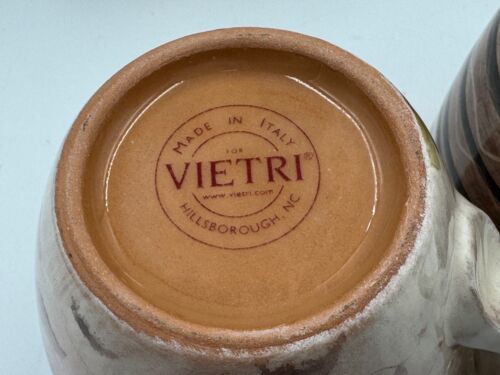 MADE IN ITALY
FOR
VIETRI®
www.vietri.com
HILLSBOROUGH, NC